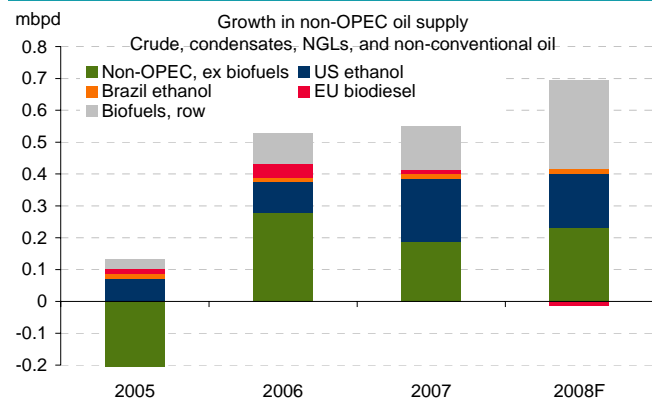 mbpd
Growth in non-OPEC oil supply
Crude, condensates, NGLs, and non-conventional oil
0.8
0.7
0.6
0.5
0.4
0.3
0.2
0.1
0
-0.1
-0.2
Non-OPEC, ex biofuels
US ethanol
Brazil ethanol
EU biodiesel
Biofuels, row
2005
2006
2007
2008F